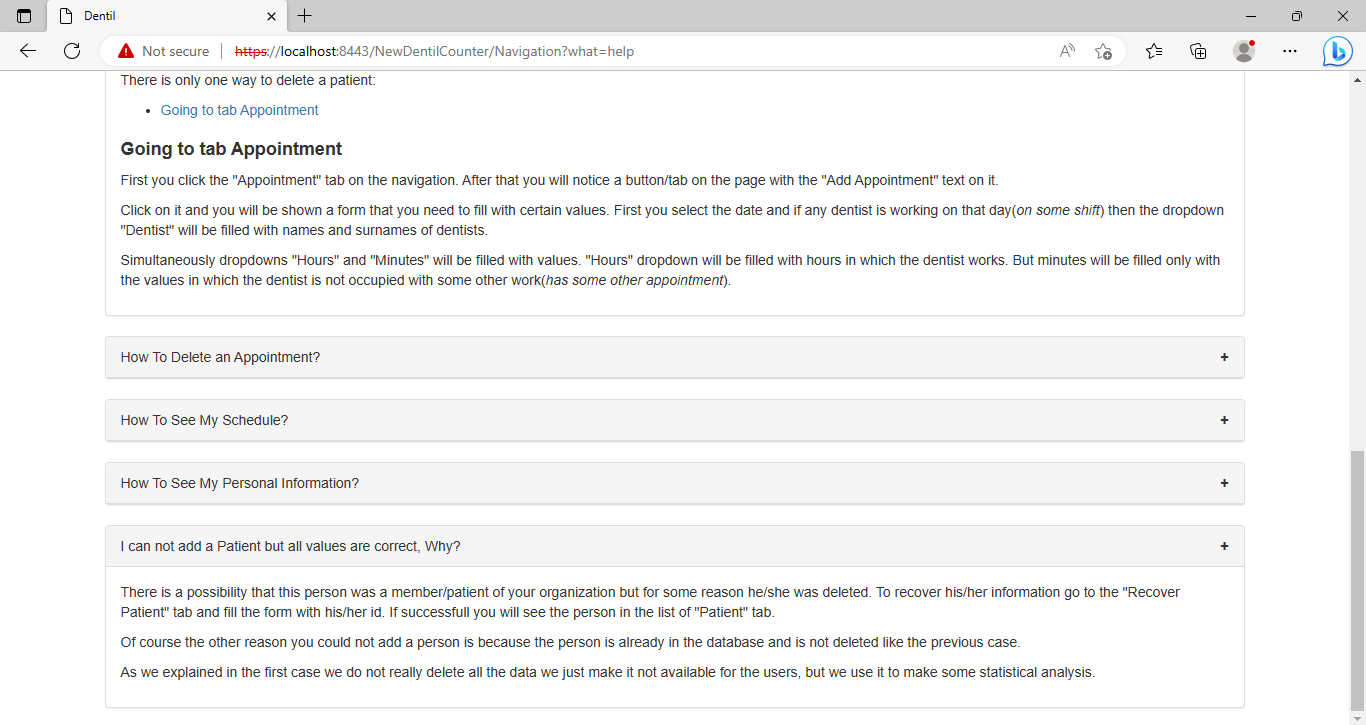 Dentil
Not secure
https://localhost:8443/NewDentilCounter/Navigation?what=help
There is only one way to delete a patient:
• Going to tab Appointment
Going to tab Appointment
First you click the "Appointment" tab on the navigation. After that you will notice a button/tab on the page with the "Add Appointment" text on it.
Click on it and you will be shown a form that you need to fill with certain values. First you select the date and if any dentist is working on that day(on some shift) then the dropdown
"Dentist" will be filled with names and surnames of dentists.
Simultaneously dropdowns "Hours" and "Minutes" will be filled with values. "Hours" dropdown will be filled with hours in which the dentist works. But minutes will be filled only with
the values in which the dentist is not occupied with some other work(has some other appointment).
How To Delete an Appointment? +
How To See My Schedule? +
How To See My Personal Information? +
I can not add a Patient but all values are correct, Why? +
There is a possibility that this person was a member/patient of your organization but for some reason he/she was deleted. To recover his/her information go to the "Recover
Patient" tab and fill the form with his/her id. If successfull you will see the person in the list of "Patient" tab.
Of course the other reason you could not add a person is because the person is already in the database and is not deleted like the previous case.
As we explained in the first case we do not really delete all the data we just make it not available for the users, but we use it to make some statistical analysis.